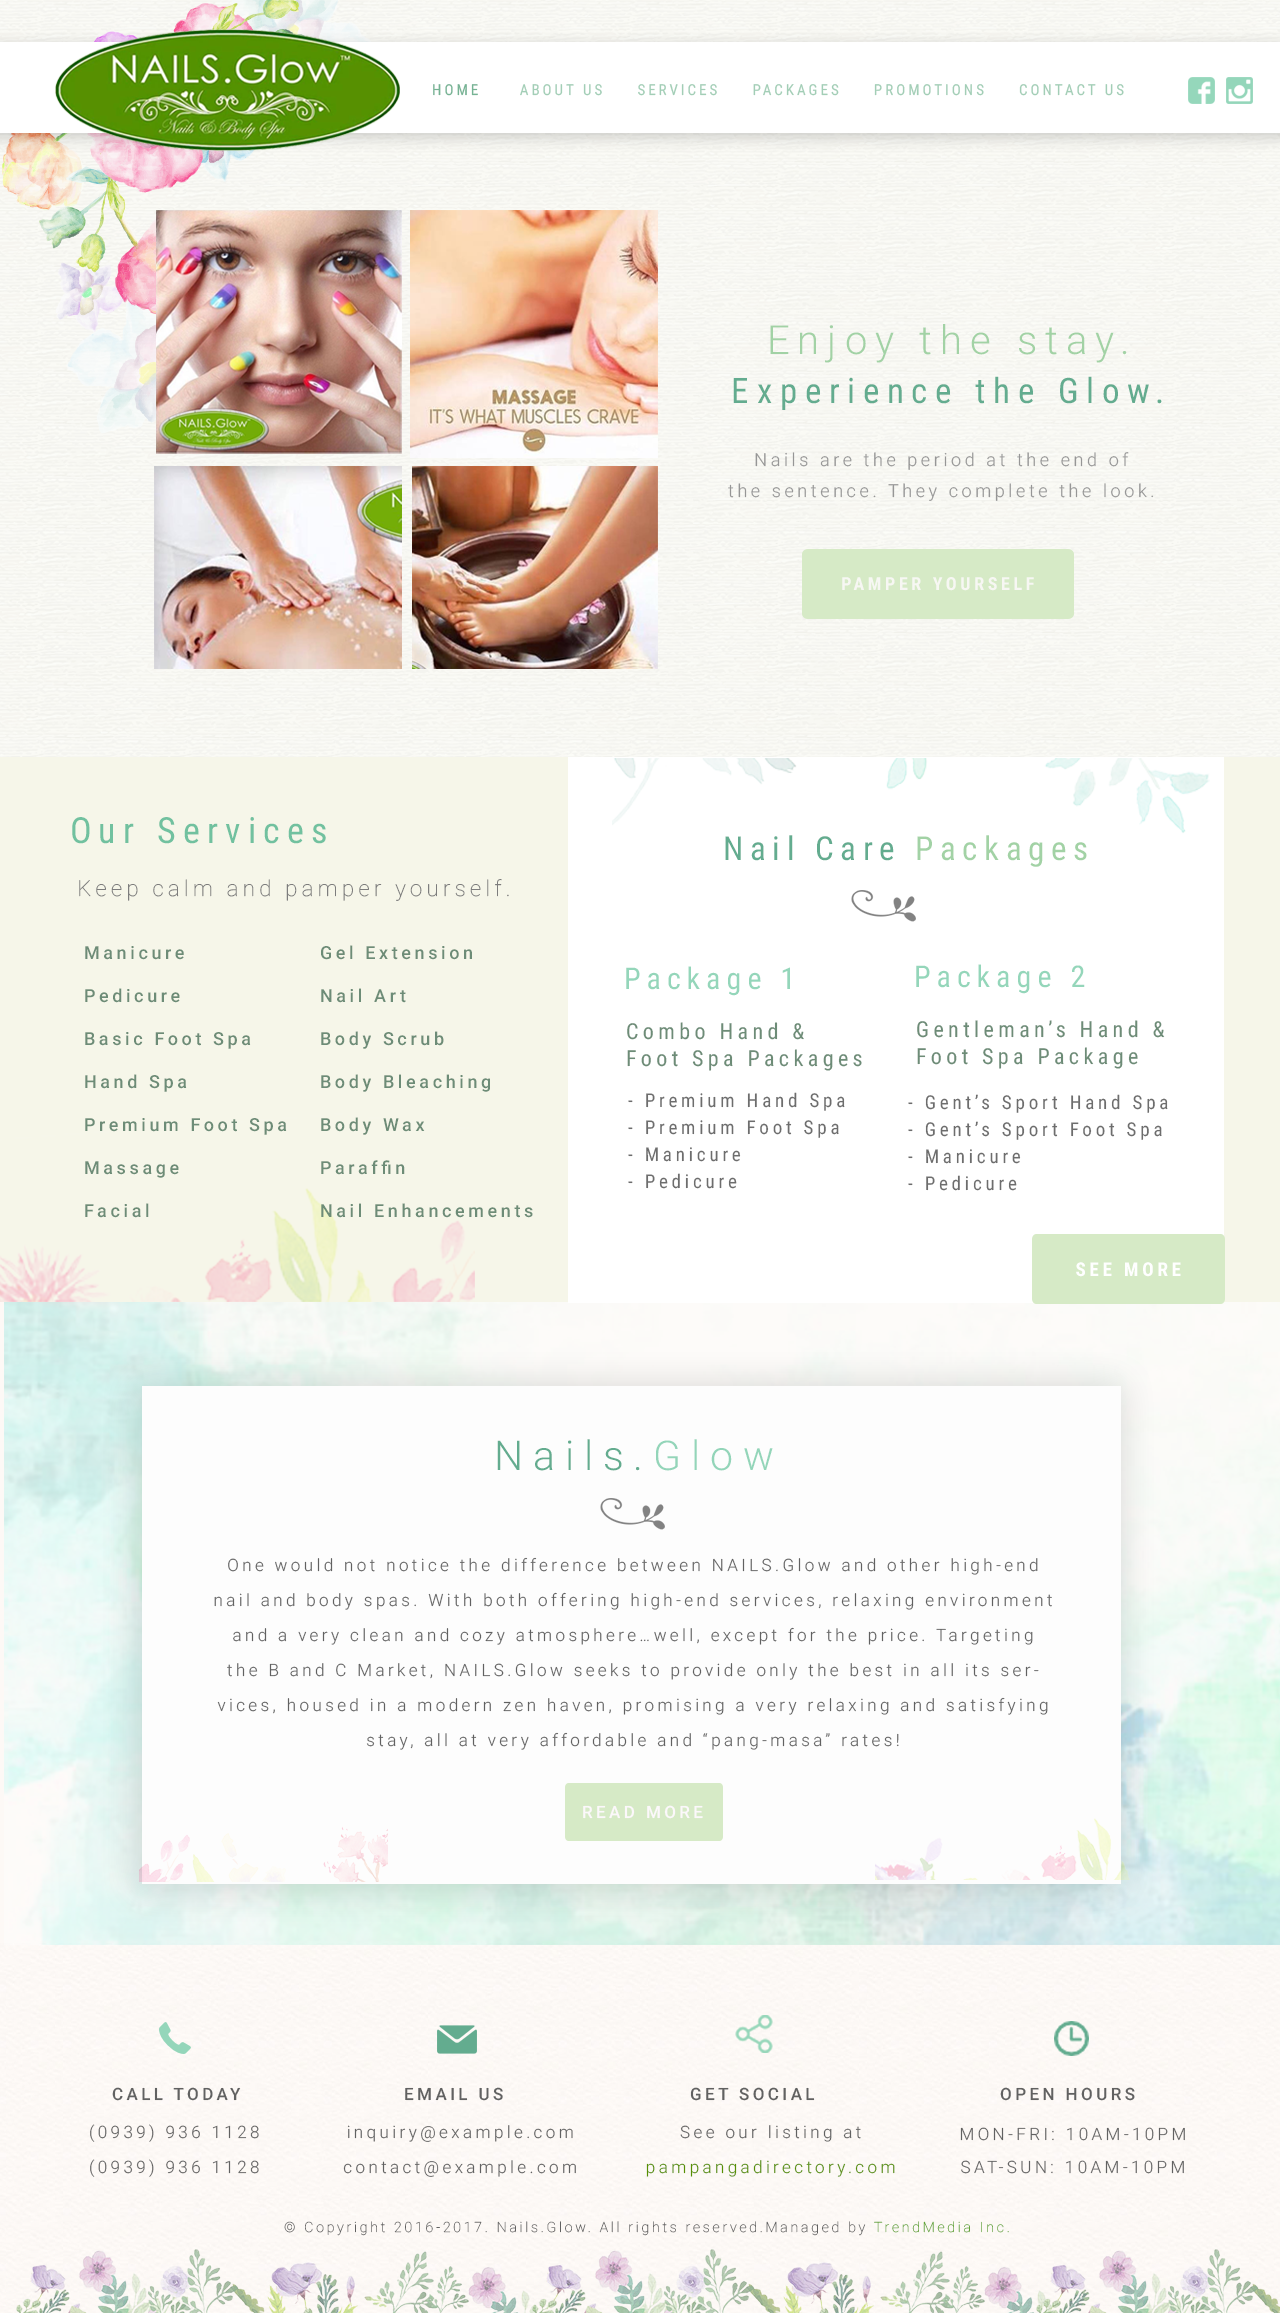 NAILS.Glow™
Nails & Body Spa
HOME ABOUT US SERVICES PACKAGES PROMOTIONS CONTACT US
NAILS.Glow
MASSAGE
IT'S WHAT MUSCLES CRAVE
Enjoy the stay.
Experience the Glow.
Nails are the period at the end of
the sentence. They complete the look.
PAMPER YOURSELF
Our Services
Keep calm and pamper yourself.
Manicure
Pedicure
Basic Foot Spa
Hand Spa
Premium Foot Spa
Massage
Facial
Gel Extension
Nail Art
Body Scrub
Body Bleaching
Body Wax
Paraffin
Nail Enhancements
Nail Care Packages
Package 1
Combo Hand &
Foot Spa Packages
- Premium Hand Spa
- Premium Foot Spa
- Manicure
- Pedicure
Package 2
Gentleman’s Hand &
Foot Spa Package
- Gent’s Sport Hand Spa
- Gent’s Sport Foot Spa
- Manicure
- Pedicure
SEE MORE
Nails.Glow
One would not notice the difference between NAILS.Glow and other high-end
nail and body spas. With both offering high-end services, relaxing environment
and a very clean and cozy atmosphere…well, except for the price. Targeting
the B and C Market, NAILS.Glow seeks to provide only the best in all its ser-
vices, housed in a modern zen haven, promising a very relaxing and satisfying
stay, all at very affordable and “pang-masa” rates!
READ MORE
CALL TODAY
(0939) 936 1128
(0939) 936 1128
EMAIL US
inquiry@example.com
contact@example.com
GET SOCIAL
See our listing at
pampangadirectory.com
OPEN HOURS
MON-FRI: 10AM-10PM
SAT-SUN: 10AM-10PM
© Copyright 2016-2017. Nails.Glow. All rights reserved.Managed by TrendMedia Inc.